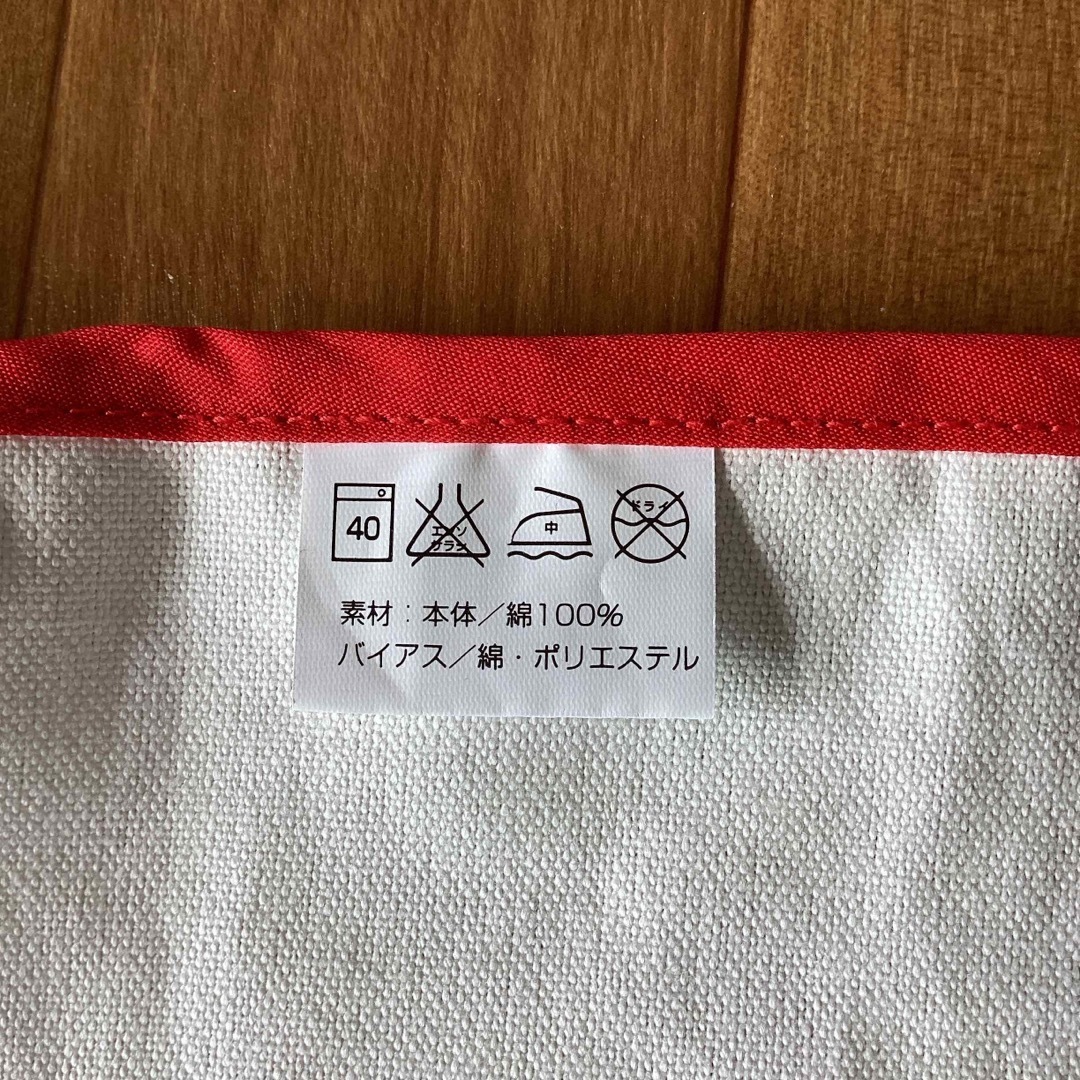 40 エンソ サラシ 中 ドライ
素材：本体／綿100%
バイアス／綿・ポリエステル